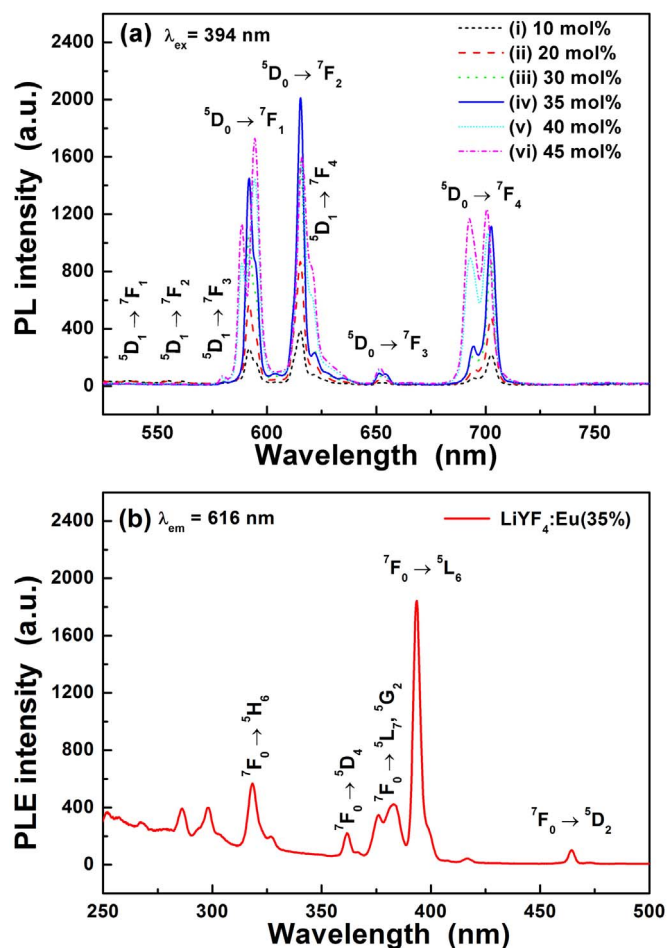 2400
2000
1600
1200
800
400
0
PL intensity (a.u.)
(a) λex = 394 nm
⁵D₀ → ⁷F₂
⁵D₀ → ⁷F₁
⁵D₁ → ⁷F₄
⁵D₀ → ⁷F₄
⁵D₁ → ⁷F₁
⁵D₁ → ⁷F₂
⁵D₁ → ⁷F₃
⁵D₀ → ⁷F₃
(i) 10 mol%
(ii) 20 mol%
(iii) 30 mol%
(iv) 35 mol%
(v) 40 mol%
(vi) 45 mol%
550 600 650 700 750
Wavelength (nm)
2400
2000
1600
1200
800
400
0
PLE intensity (a.u.)
(b) λem = 616 nm
LiYF₄:Eu(35%)
⁷F₀ → ⁵L₆
⁷F₀ → ⁵H₆
⁷F₀ → ⁵D₄
⁷F₀ → ⁵L₇, ⁵G₂
⁷F₀ → ⁵D₂
250 300 350 400 450 500
Wavelength (nm)